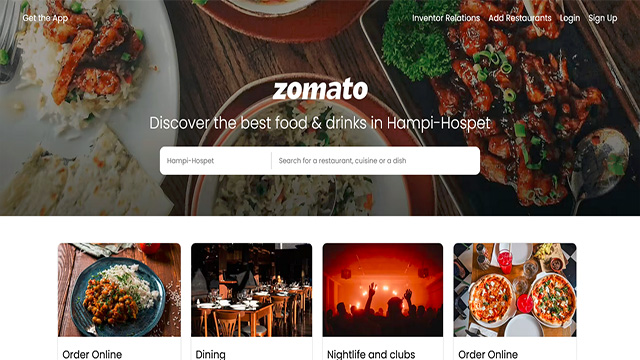 Get the App
Inventor Relations Add Restaurants Login Sign Up
zomato
Discover the best food & drinks in Hampi-Hospet
Hampi-Hospet
Search for a restaurant, cuisine or a dish
Order Online
Dining
Nightlife and clubs
Order Online